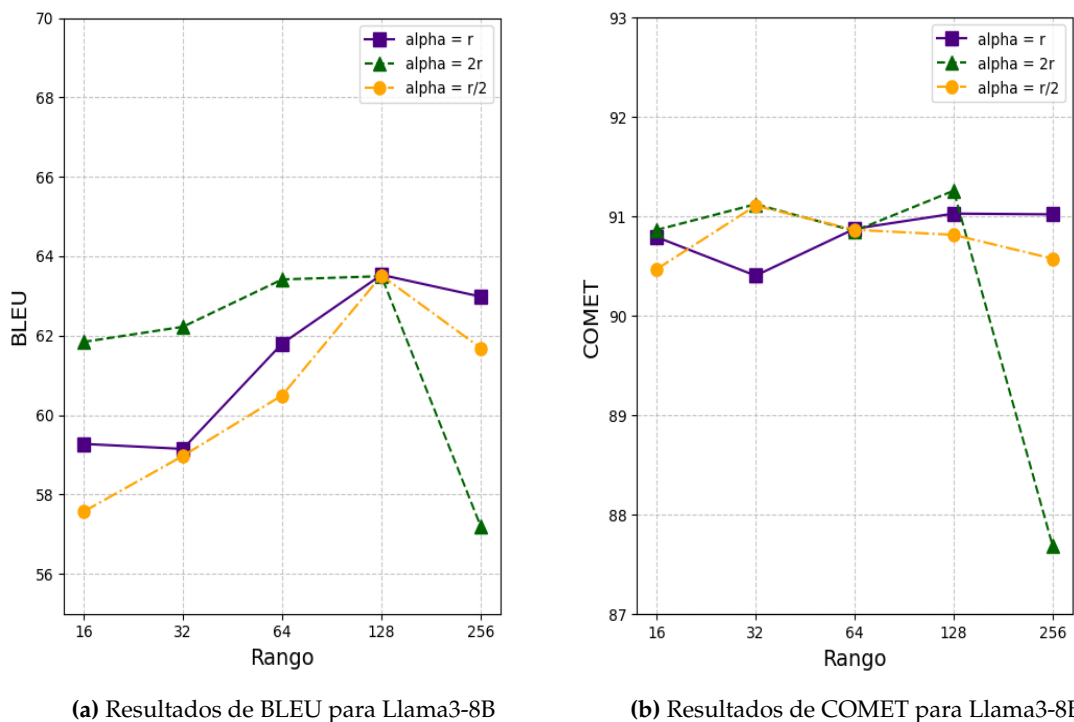 70
68
66
64
62
60
58
56
BLEU
alpha = r
alpha = 2r
alpha = r/2
16 32 64 128 256
Rango
(a) Resultados de BLEU para Llama3-8B
93
92
91
90
89
88
87
COMET
alpha = r
alpha = 2r
alpha = r/2
16 32 64 128 256
Rango
(b) Resultados de COMET para Llama3-8B